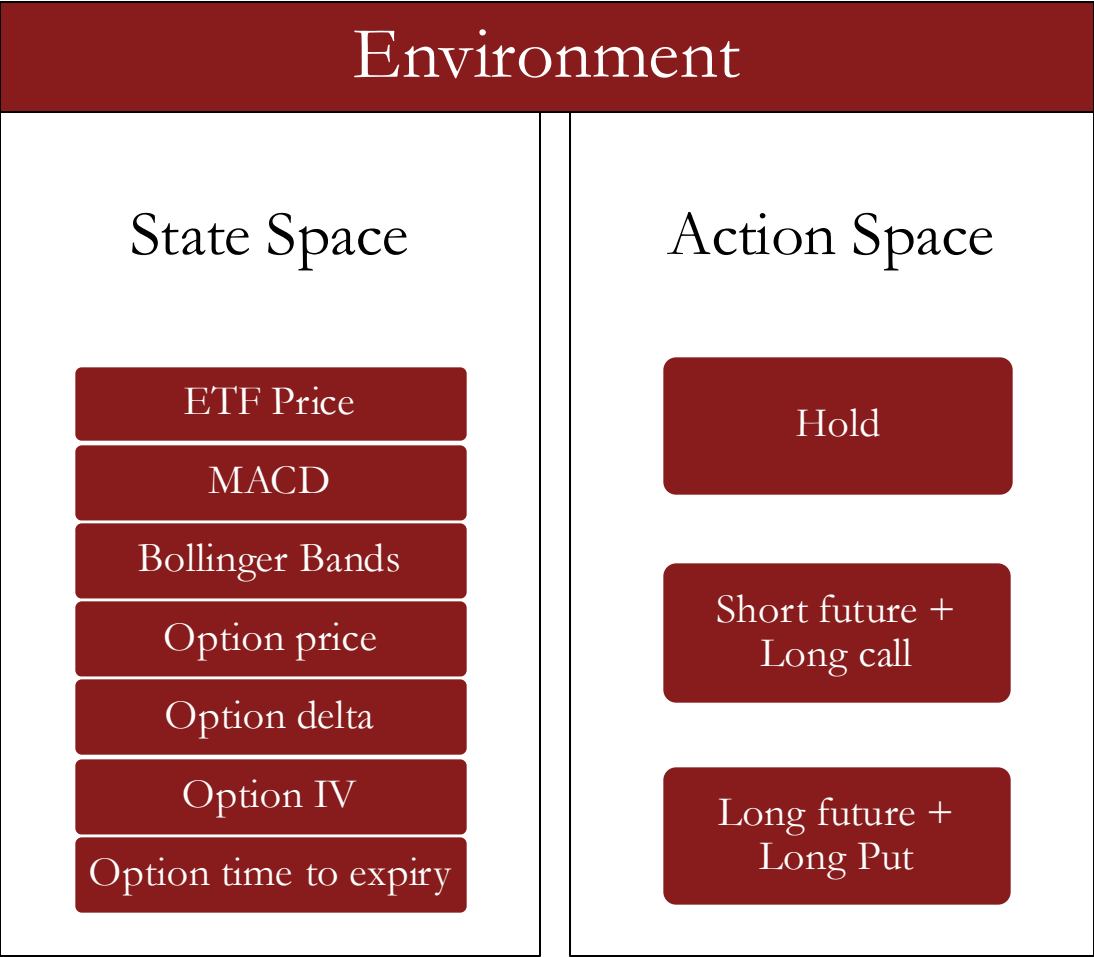 Environment
State Space
ETF Price
MACD
Bollinger Bands
Option price
Option delta
Option IV
Option time to expiry
Action Space
Hold
Short future +
Long call
Long future +
Long Put